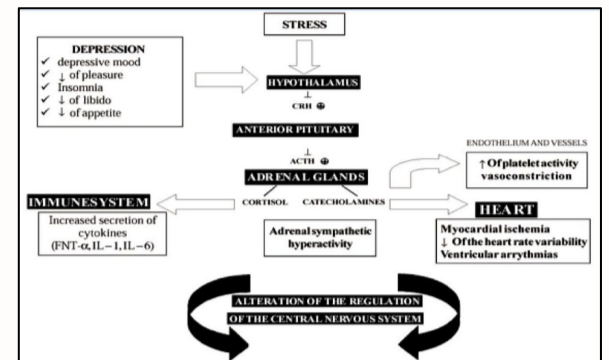 STRESS
DEPRESSION
✓ depressive mood
✓ ↓ of pleasure
✓ Insomnia
✓ ↓ of libido
✓ ↓ of appetite
HYPOTHALAMUS
CRH
ANTERIOR PITUITARY
ACTH
ADRENAL GLANDS
CORTISOL CATECHOLAMINES
ENDOTHELIUM AND VESSELS
↑ Of platelet activity
vasoconstriction
IMMUNESYSTEM
Increased secretion of
cytokines
(FNT-α, IL-1, IL-6)
Adrenal sympathetic
hyperactivity
HEART
Myocardial ischemia
↓ Of the heart rate variability
Ventricular arrythmias
ALTERATION OF THE REGULATION
OF THE CENTRAL NERVOUS SYSTEM